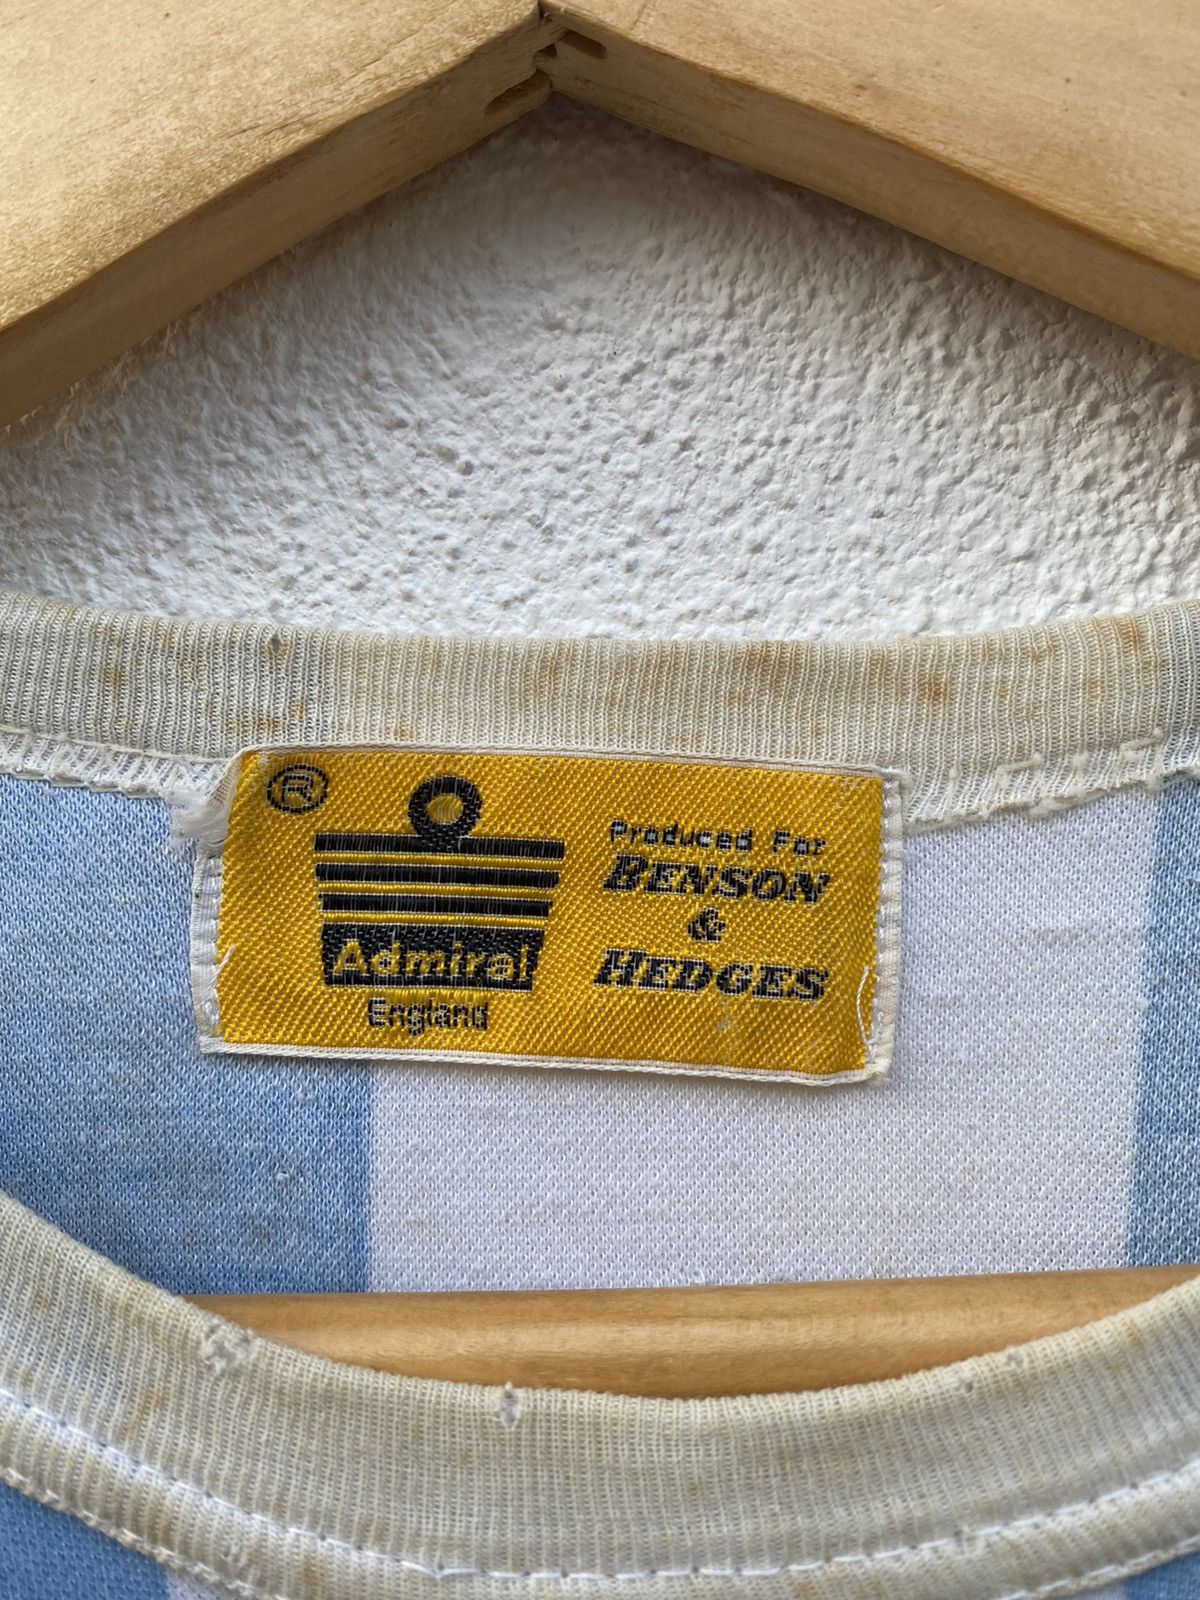 ®
Admiral
England
Produced For
BENSON
&
HEDGES